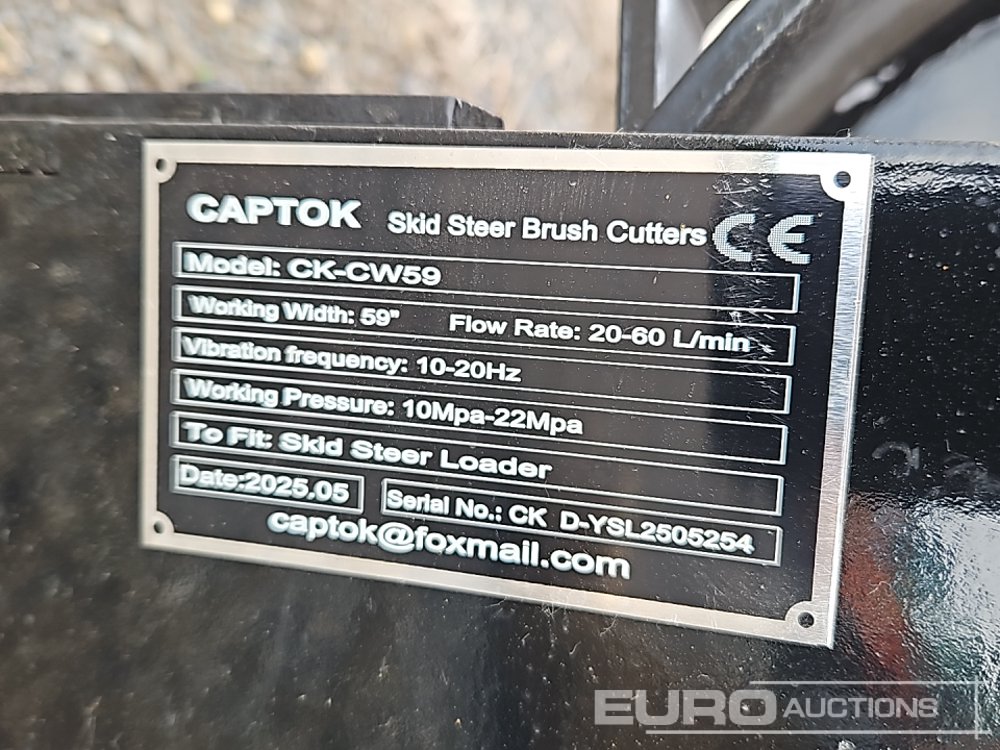 CAPTOK Skid Steer Brush Cutters CE
Model: CK-CW59
Working Width: 59" Flow Rate: 20-60 L/min
Vibration frequency: 10-20Hz
Working Pressure: 10Mpa-22Mpa
To Fit: Skid Steer Loader
Date:2025.05 Serial No.: CK D-YSL2505254
captok@foxmail.com
EURO AUCTIONS